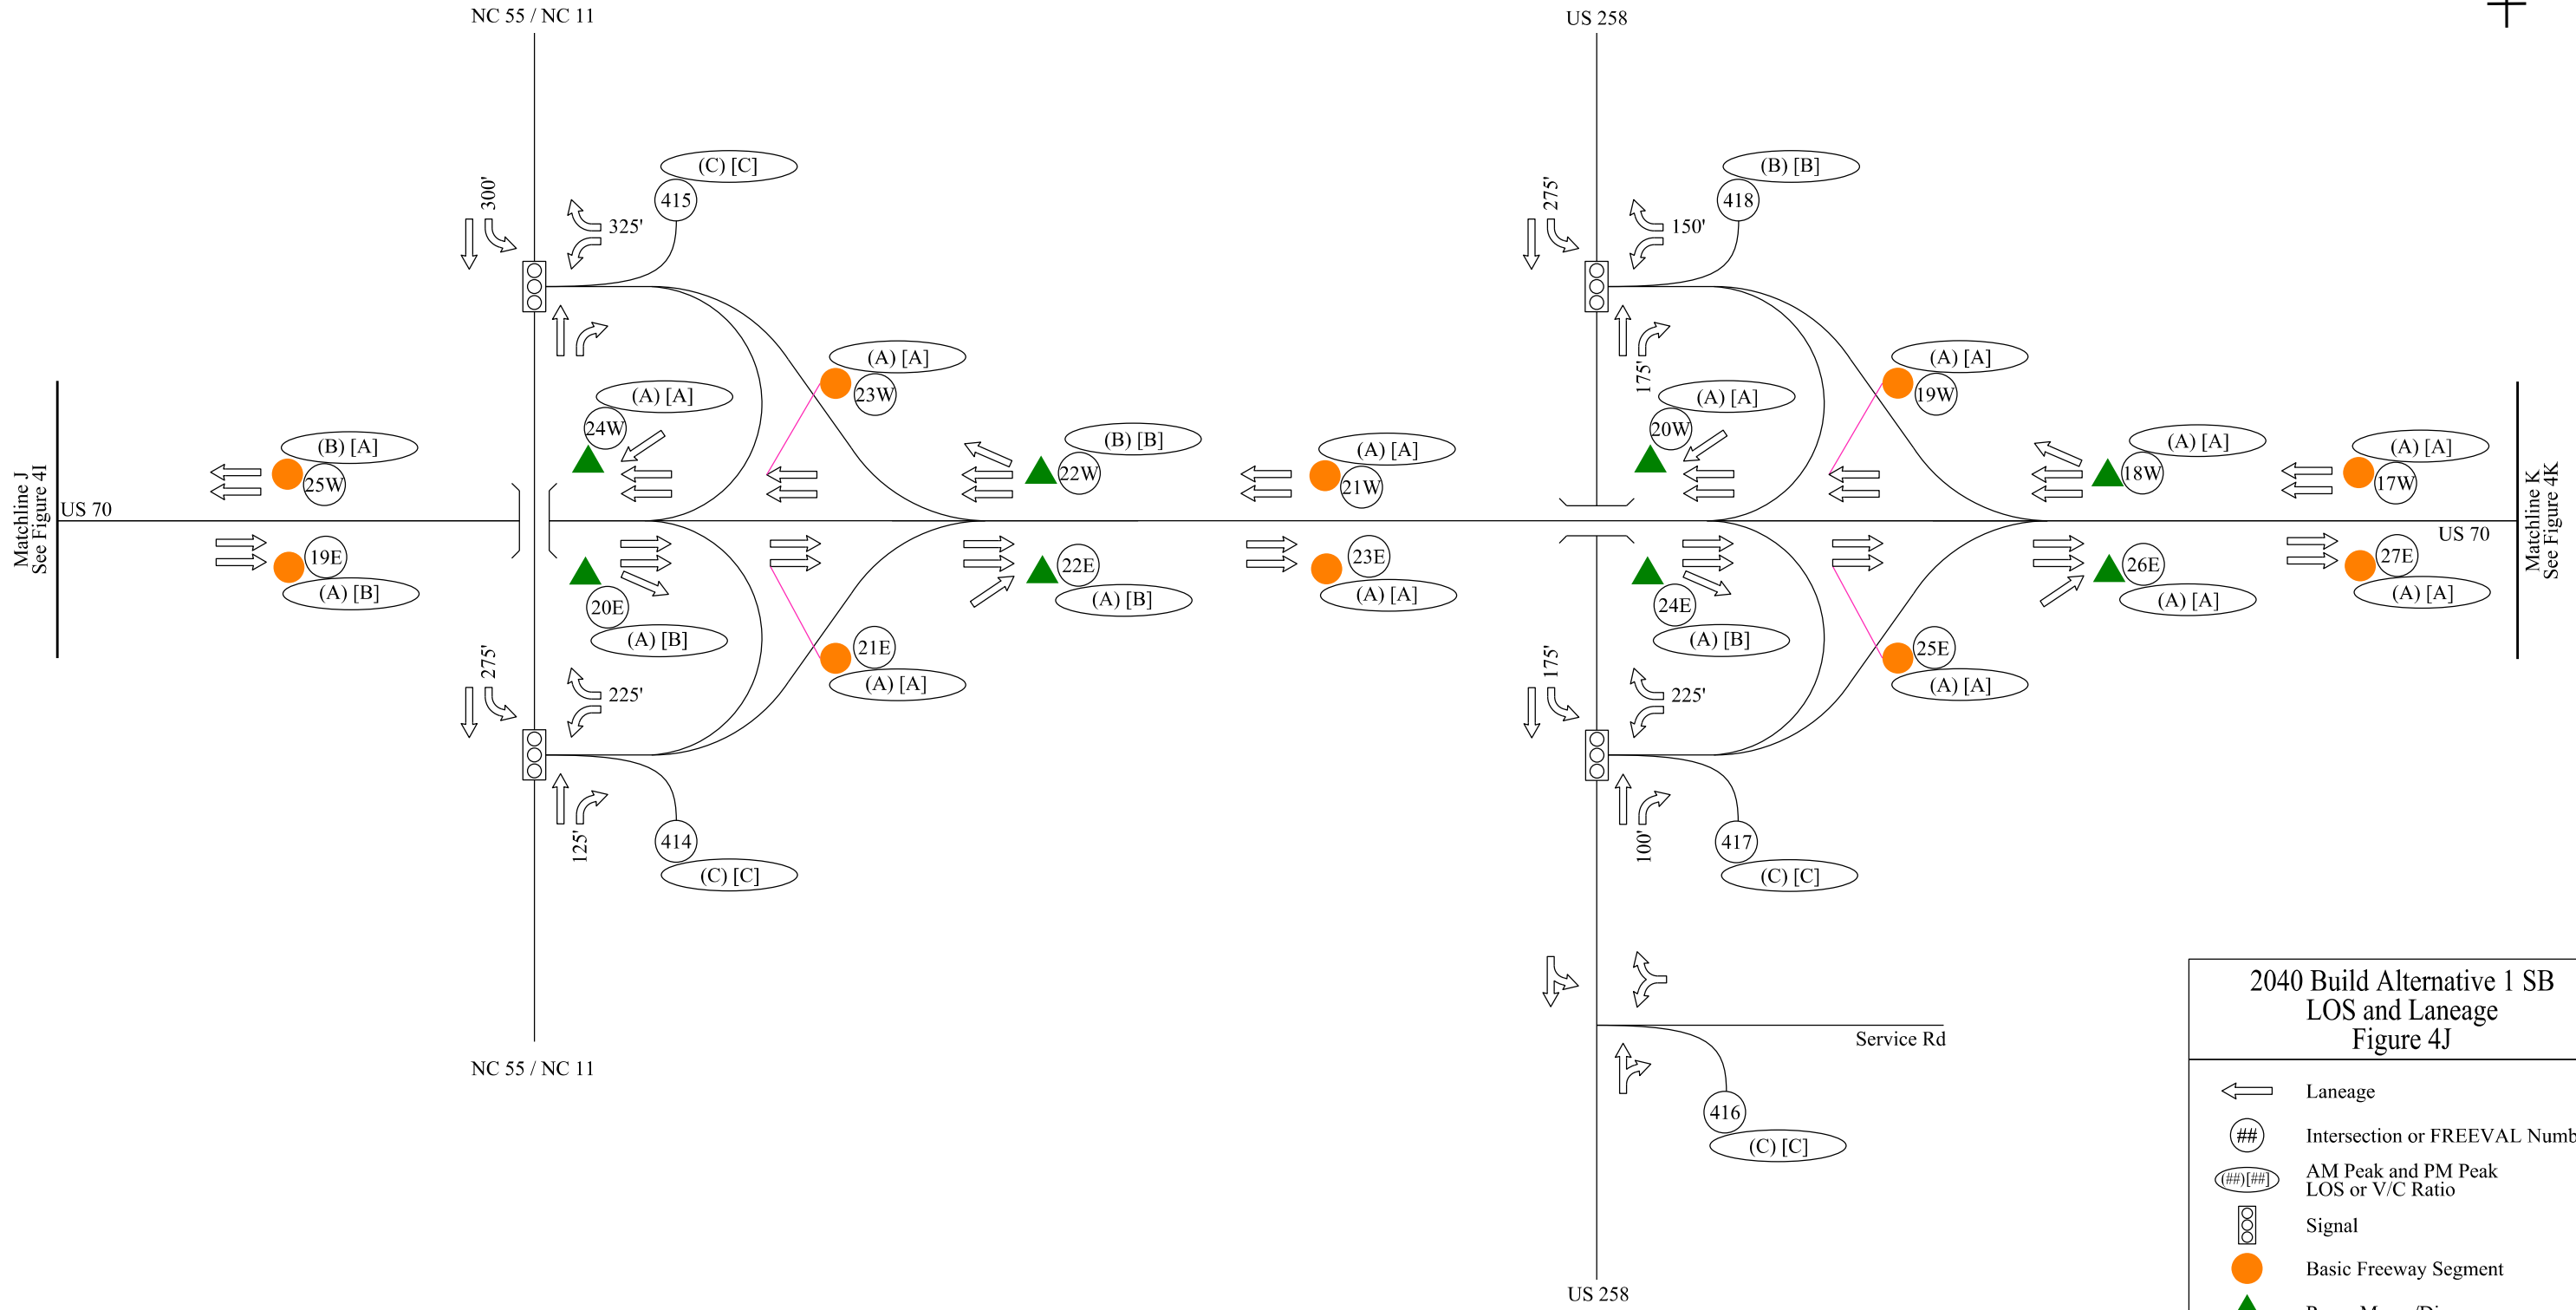 NC 55 / NC 11
US 258
(C) [C]
415
300'
325'
(B) [B]
418
275'
150'
(A) [A]
23W
(A) [A]
24W
175'
(A) [A]
19W
(A) [A]
20W
Matchline J
See Figure 4I
US 70
(B) [A]
25W
(B) [B]
22W
(A) [A]
21W
(A) [A]
18W
(A) [A]
17W
Matchline K
See Figure 4K
US 70
19E
(A) [B]
20E
(A) [B]
21E
(A) [A]
22E
(A) [B]
23E
(A) [A]
24E
(A) [B]
25E
(A) [A]
26E
(A) [A]
27E
(A) [A]
275'
225'
125'
414
(C) [C]
175'
225'
100'
417
(C) [C]
NC 55 / NC 11
Service Rd
416
(C) [C]
US 258
2040 Build Alternative 1 SB
LOS and Laneage
Figure 4J
Laneage
##
Intersection or FREEVAL Numb
(##)[##]
AM Peak and PM Peak
LOS or V/C Ratio
Signal
Basic Freeway Segment